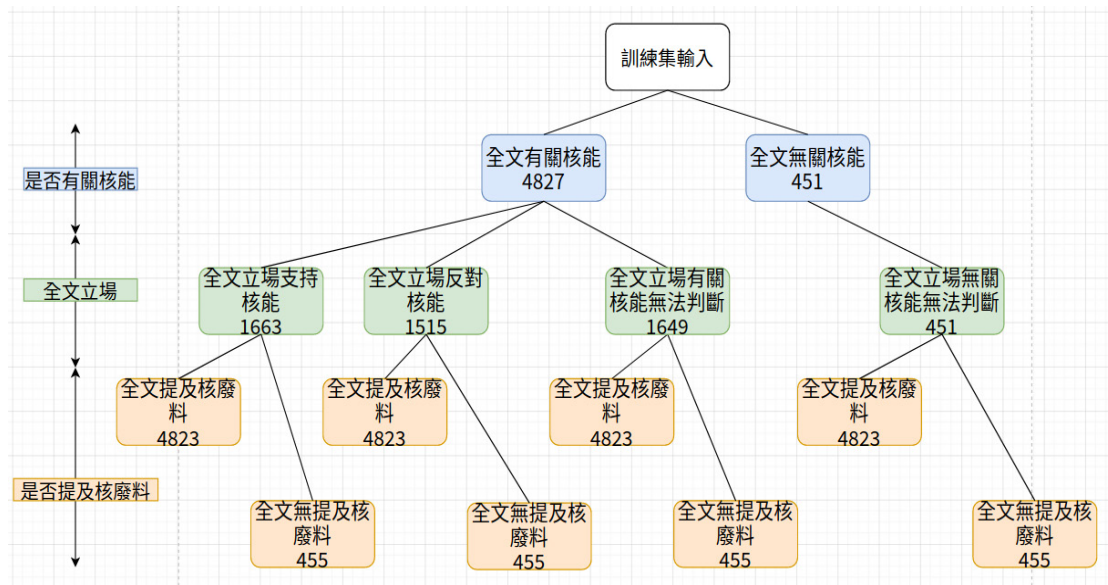 訓練集輸入
是否有關核能
全文有關核能
4827
全文無關核能
451
全文立場
全文立場支持
核能
1663
全文立場反對
核能
1515
全文立場有關
核能無法判斷
1649
全文立場無關
核能無法判斷
451
是否提及核廢料
全文提及核廢
料
4823
全文提及核廢
料
4823
全文提及核廢
料
4823
全文提及核廢
料
4823
全文無提及核
廢料
455
全文無提及核
廢料
455
全文無提及核
廢料
455
全文無提及核
廢料
455